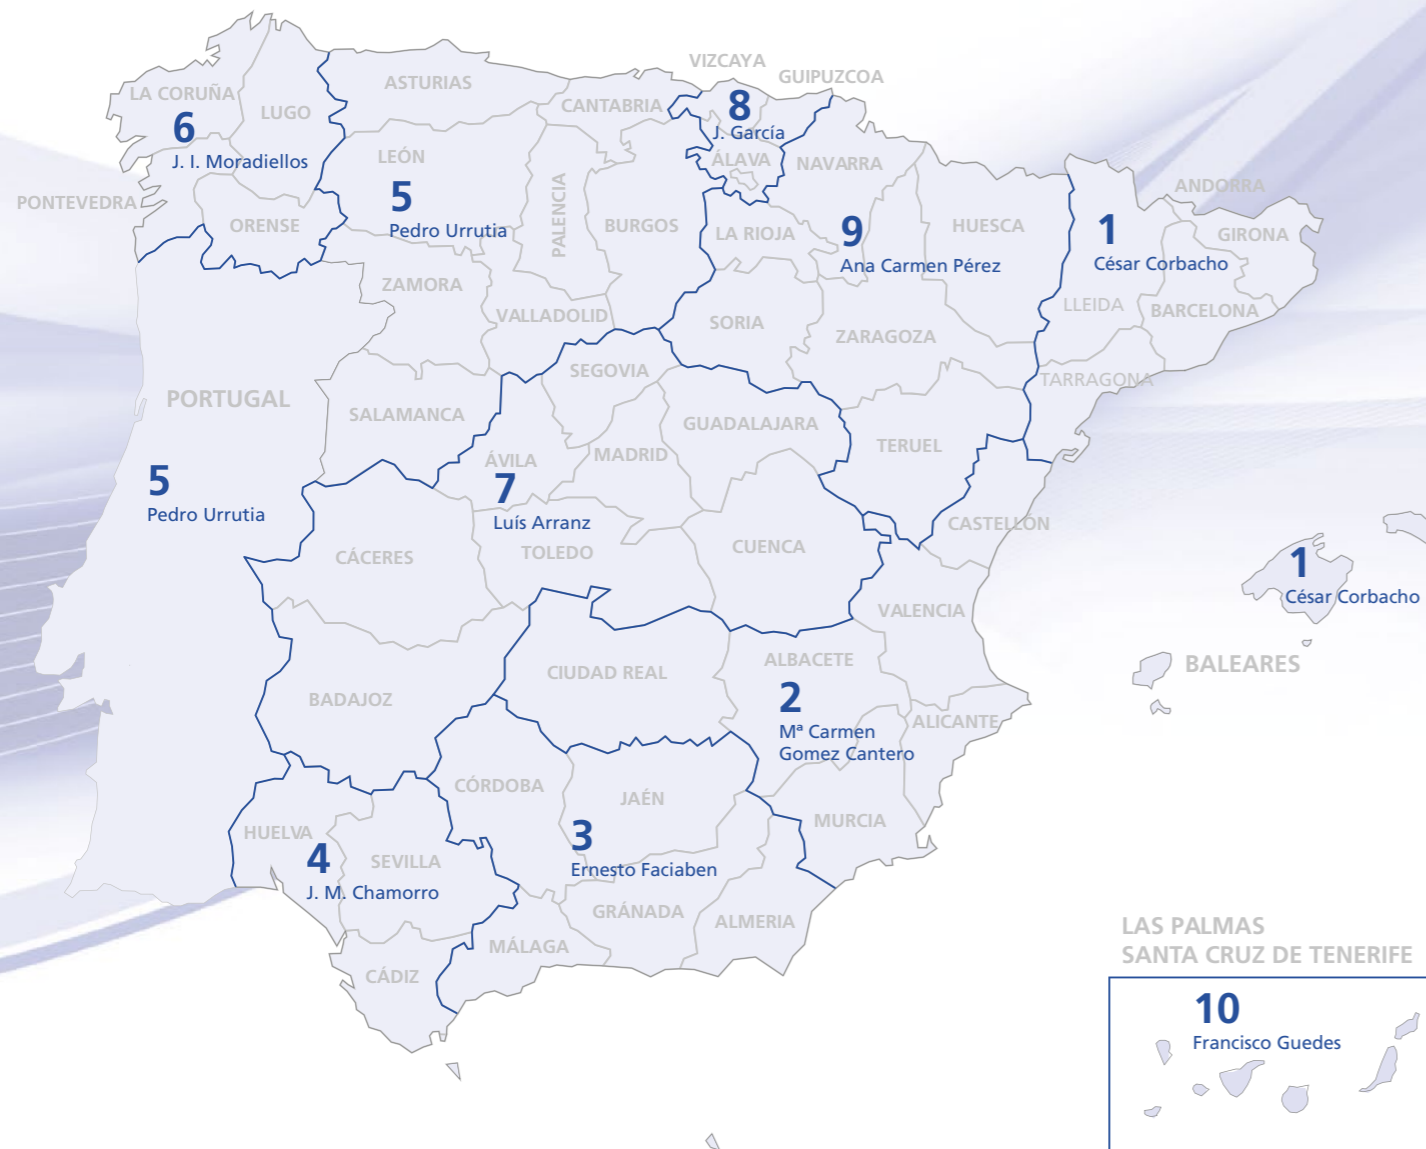 VIZCAYA
GUIPUZCOA
ASTURIAS
LA CORUÑA
CANTABRIA
8
LUGO
6
J. García
LEÓN
ÁLAVA
NAVARRA
J. I. Moradiellos
ANDORRA
5
PALENCIA
PONTEVEDRA
ORENSE
BURGOS
HUESCA
1
Pedro Urrutia
LA RIOJA
9
GIRONA
Ana Carmen Pérez
César Corbacho
ZAMORA
LLEIDA
VALLADOLID
BARCELONA
SORIA
ZARAGOZA
SEGOVIA
TARRAGONA
PORTUGAL
SALAMANCA
GUADALAJARA
TERUEL
MADRID
ÁVILA
5
7
Pedro Urrutia
Luís Arranz
CASTELLÓN
CUENCA
TOLEDO
CÁCERES
1
César Corbacho
VALENCIA
ALBACETE
BALEARES
CIUDAD REAL
BADAJOZ
2
ALICANTE
Mª Carmen
Gomez Cantero
CÓRDOBA
JAÉN
MURCIA
HUELVA
3
4
SEVILLA
Ernesto Faciaben
J. M. Chamorro
GRÁNADA
ALMERIA
LAS PALMAS
MÁLAGA
SANTA CRUZ DE TENERIFE
CÁDIZ
10
Francisco Guedes